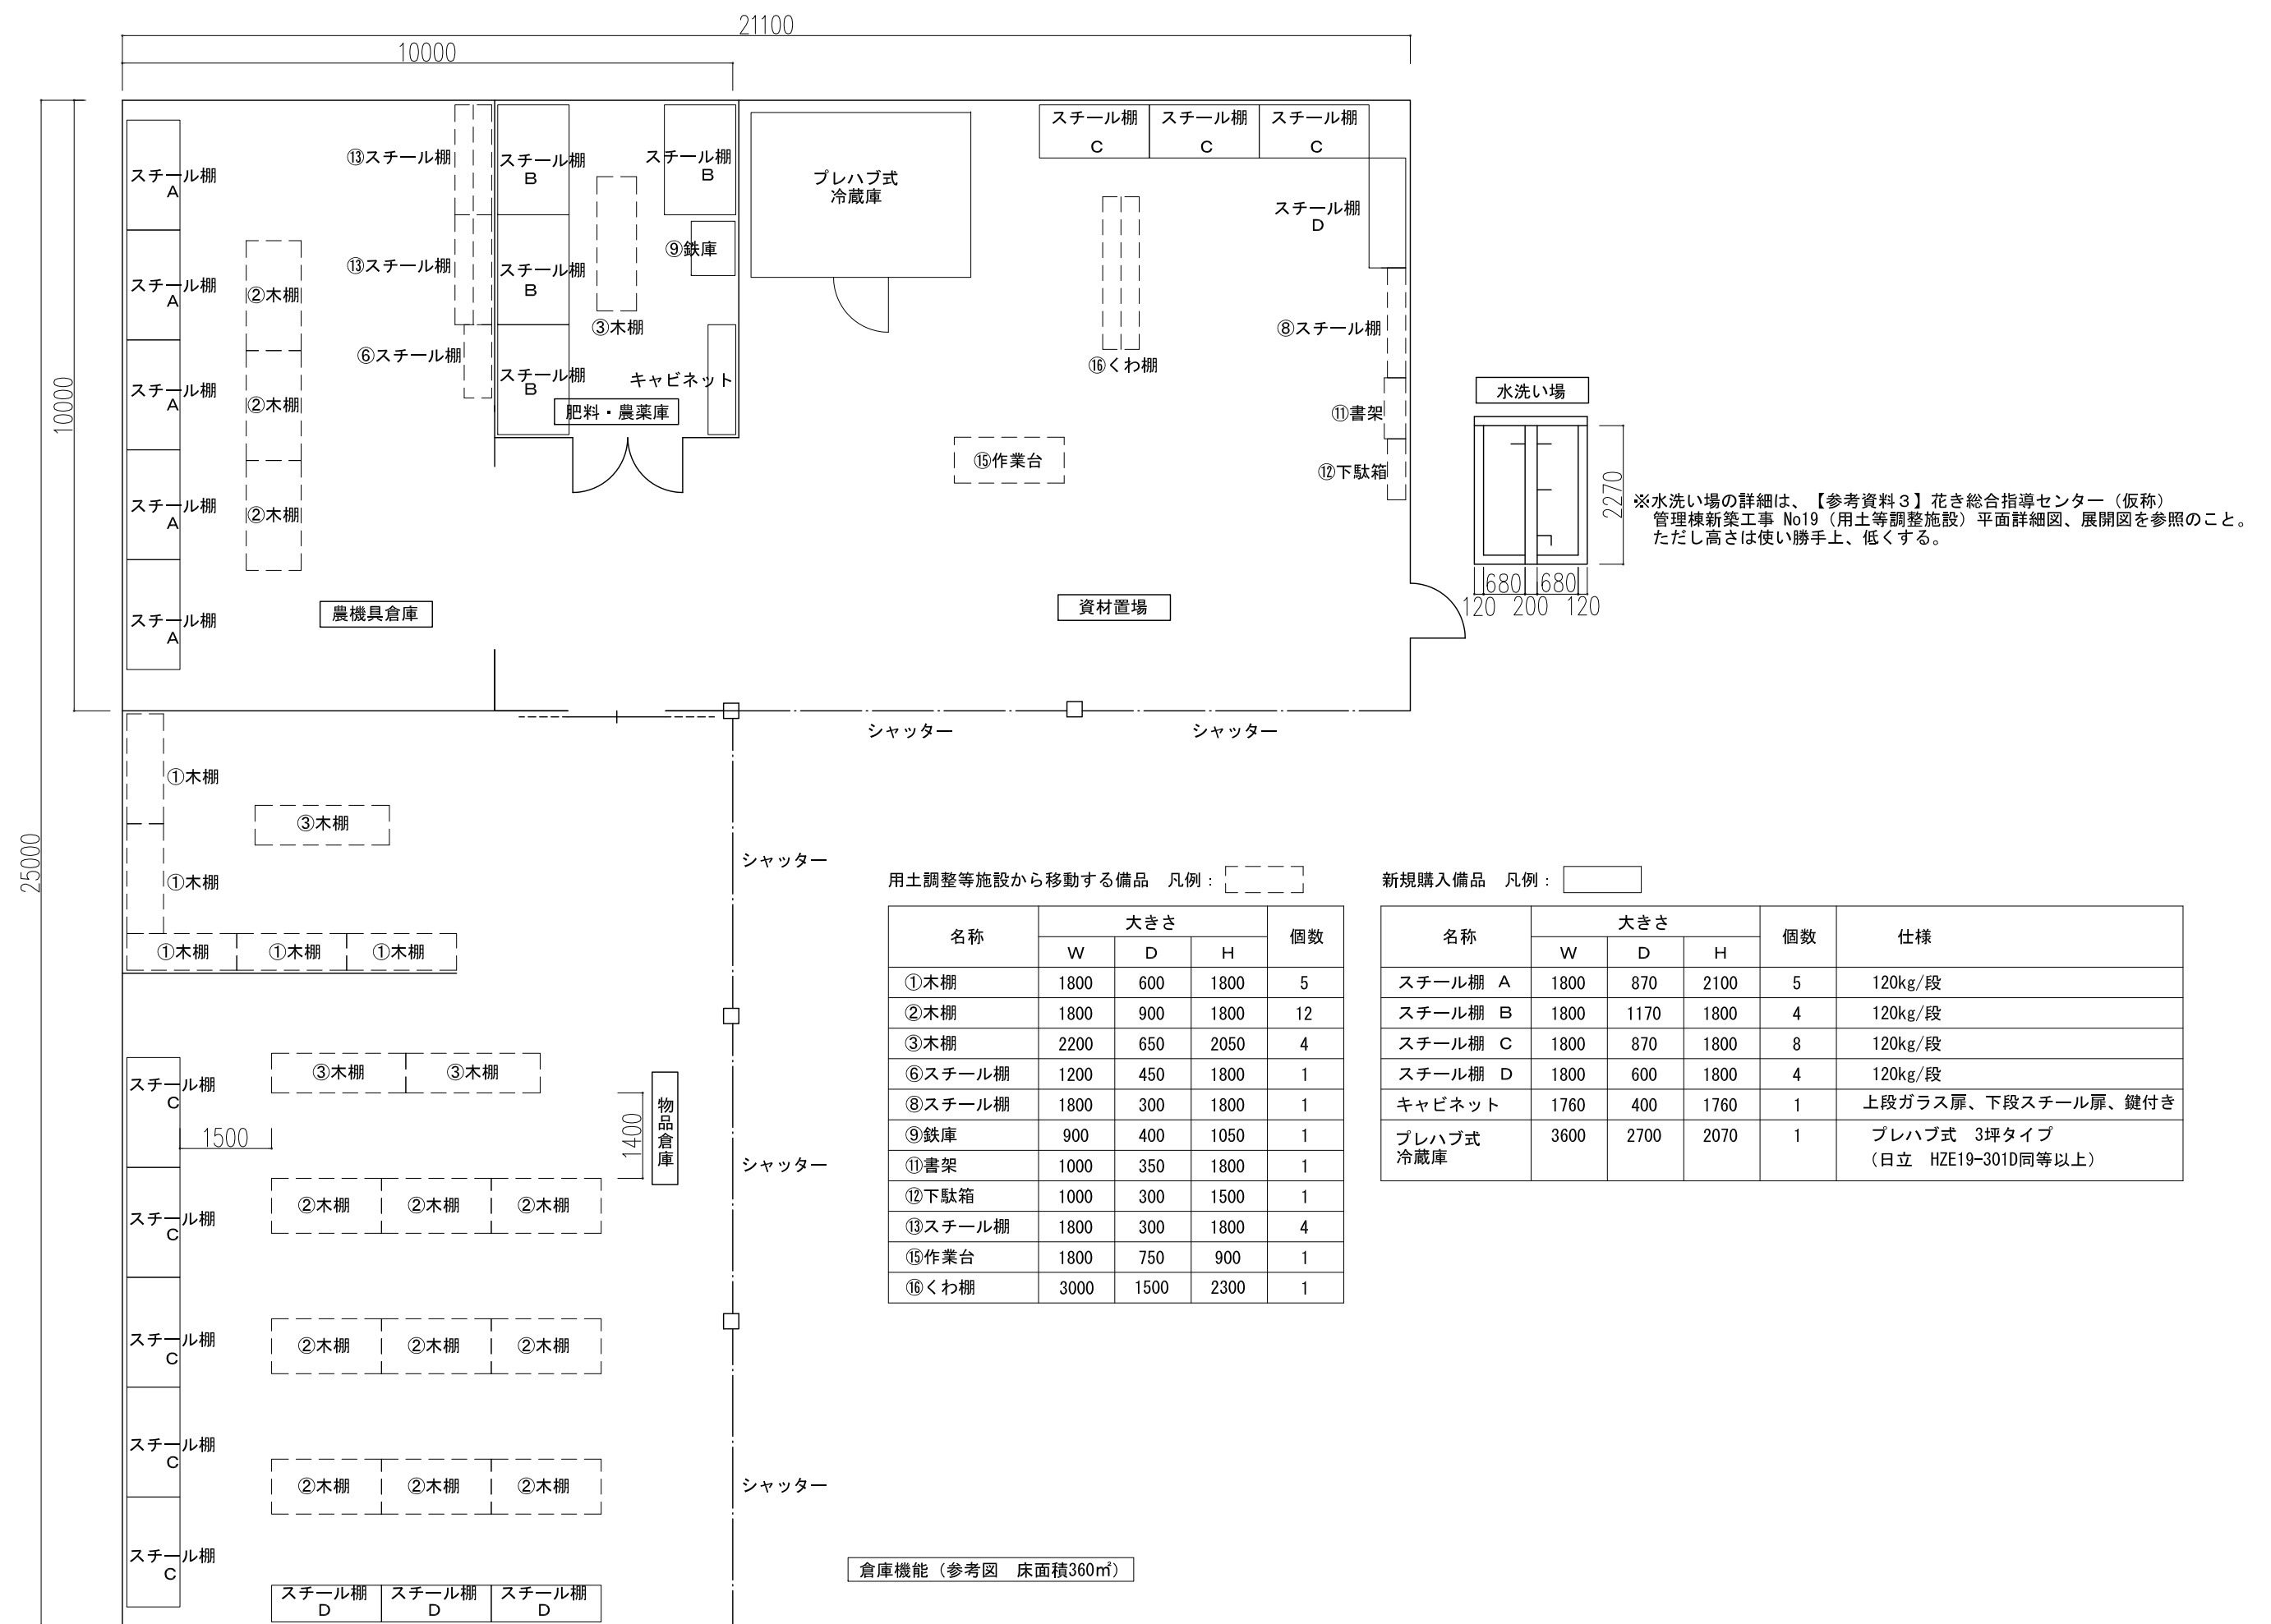 21100
10000
10000
25000
スチール棚
A
スチール棚
A
スチール棚
A
スチール棚
A
スチール棚
A
②木棚
②木棚
②木棚
⑬スチール棚
⑬スチール棚
⑥スチール棚
農機具倉庫
スチール棚
B
スチール棚
B
スチール棚
B
スチール棚
B
③木棚
⑨鉄庫
キャビネット
肥料・農薬庫
プレハブ式
冷蔵庫
スチール棚
C
スチール棚
C
スチール棚
C
スチール棚
D
⑯くわ棚
⑧スチール棚
⑪書架
⑫下駄箱
⑮作業台
資材置場
水洗い場
2270
680
680
120
200
120
※水洗い場の詳細は、【参考資料３】花き総合指導センター（仮称）
管理棟新築工事 No19（用土等調整施設）平面詳細図、展開図を参照のこと。
ただし高さは使い勝手上、低くする。
シャッター
シャッター
①木棚
①木棚
③木棚
①木棚
①木棚
①木棚
シャッター
スチール棚
C
スチール棚
C
スチール棚
C
スチール棚
C
スチール棚
C
1500
③木棚
③木棚
1400
物品倉庫
シャッター
②木棚
②木棚
②木棚
②木棚
②木棚
②木棚
②木棚
②木棚
②木棚
シャッター
スチール棚
D
スチール棚
D
スチール棚
D
用土調整等施設から移動する備品　凡例：
名称 大きさ 個数
W D H
①木棚 1800 600 1800 5
②木棚 1800 900 1800 12
③木棚 2200 650 2050 4
⑥スチール棚 1200 450 1800 1
⑧スチール棚 1800 300 1800 1
⑨鉄庫 900 400 1050 1
⑪書架 1000 350 1800 1
⑫下駄箱 1000 300 1500 1
⑬スチール棚 1800 300 1800 4
⑮作業台 1800 750 900 1
⑯くわ棚 3000 1500 2300 1
新規購入備品　凡例：
名称 大きさ 個数 仕様
W D H
スチール棚 A 1800 870 2100 5 120kg/段
スチール棚 B 1800 1170 1800 4 120kg/段
スチール棚 C 1800 870 1800 8 120kg/段
スチール棚 D 1800 600 1800 4 120kg/段
キャビネット 1760 400 1760 1 上段ガラス扉、下段スチール扉、鍵付き
プレハブ式 3600 2700 2070 1 プレハブ式　3坪タイプ
冷蔵庫 （日立　HZE19-301D同等以上）
倉庫機能（参考図　床面積360㎡）